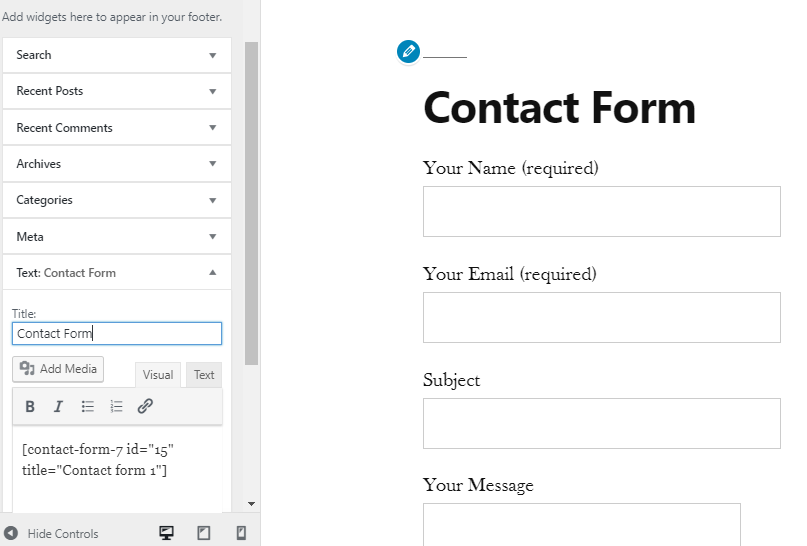 Add widgets here to appear in your footer.
Search
Recent Posts
Recent Comments
Archives
Categories
Meta
Text: Contact Form
Title:
Contact Form
Add Media
Visual
Text
B I
[contact-form-7 id="15"
title="Contact form 1"]
Hide Controls
Contact Form
Your Name (required)
Your Email (required)
Subject
Your Message